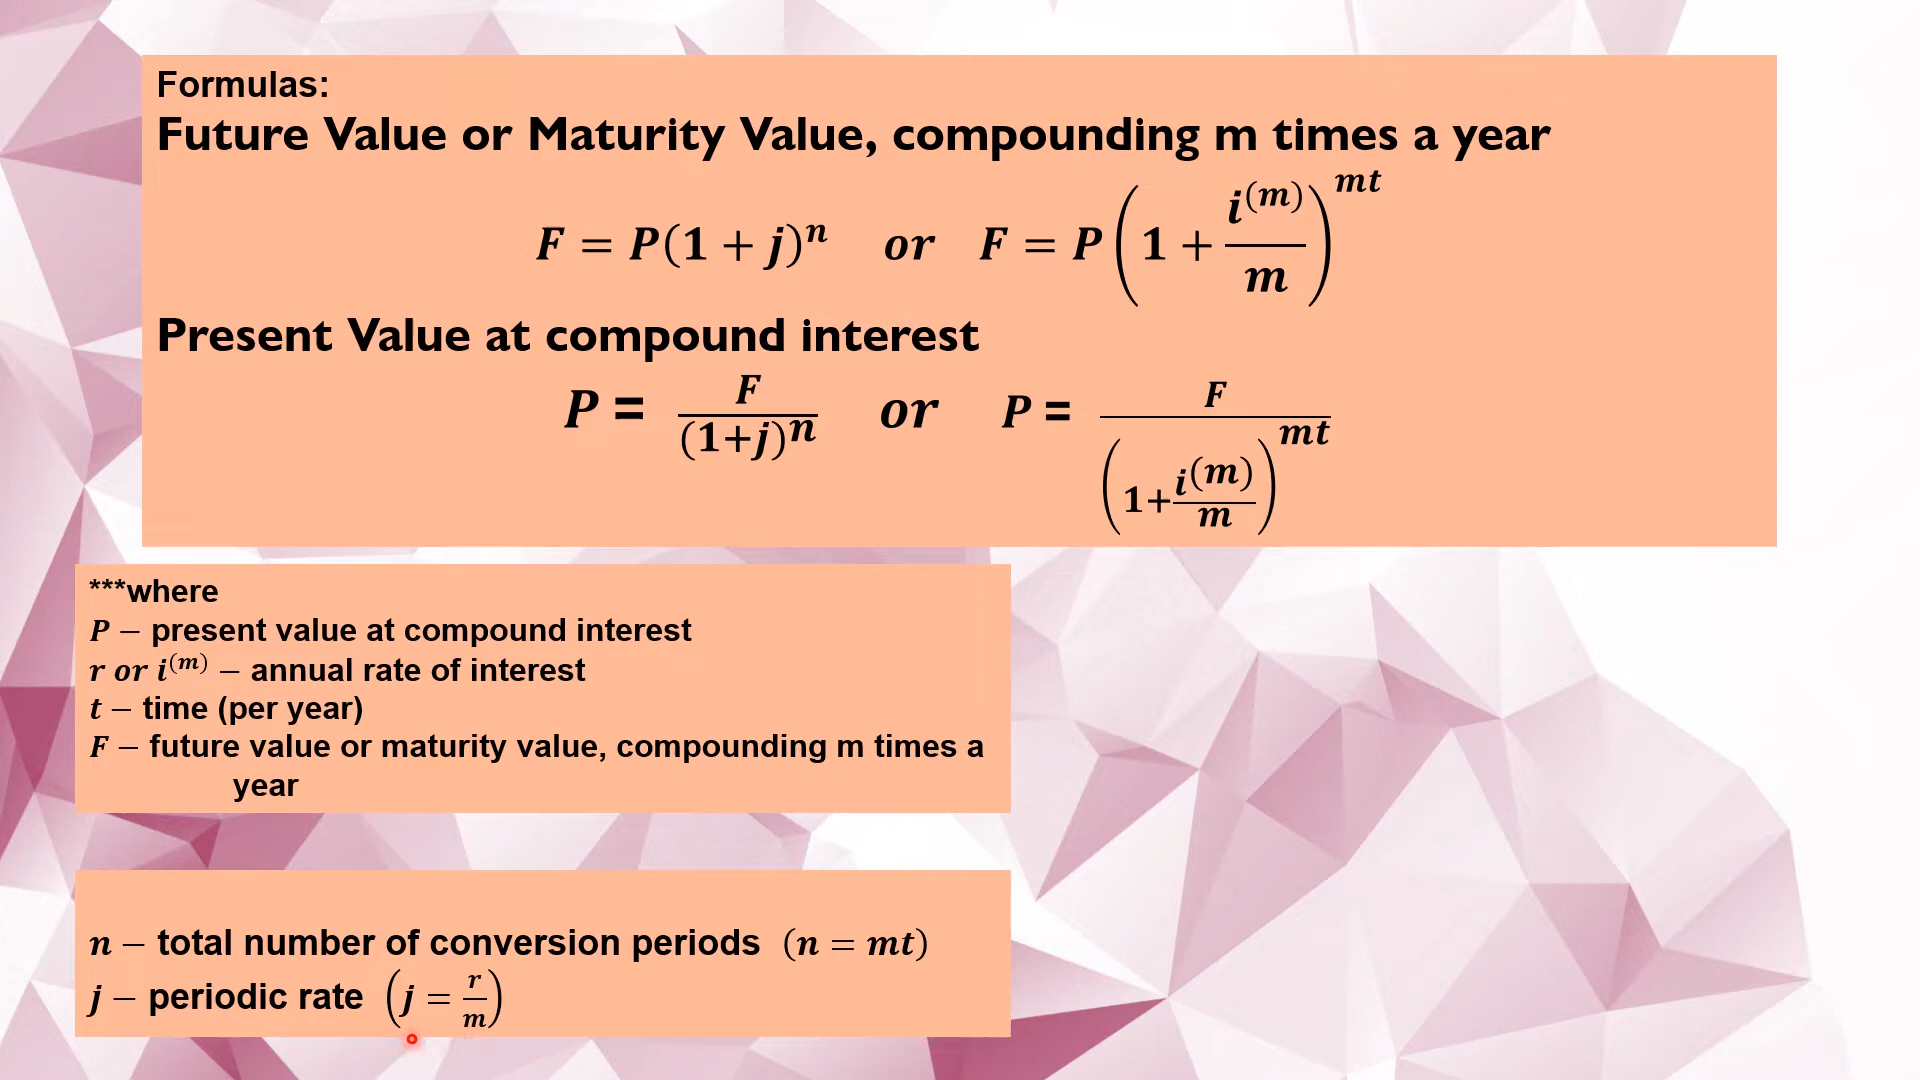 Formulas:
Future Value or Maturity Value, compounding m times a year
F = P(1 + j)^n or F = P(1 + i^(m)/m)^mt
Present Value at compound interest
P = F/(1+j)^n or P = F/(1+i^(m)/m)^mt
***where
P – present value at compound interest
r or i^(m) – annual rate of interest
t – time (per year)
F – future value or maturity value, compounding m times a
year
n – total number of conversion periods (n = mt)
j – periodic rate (j = r/m)